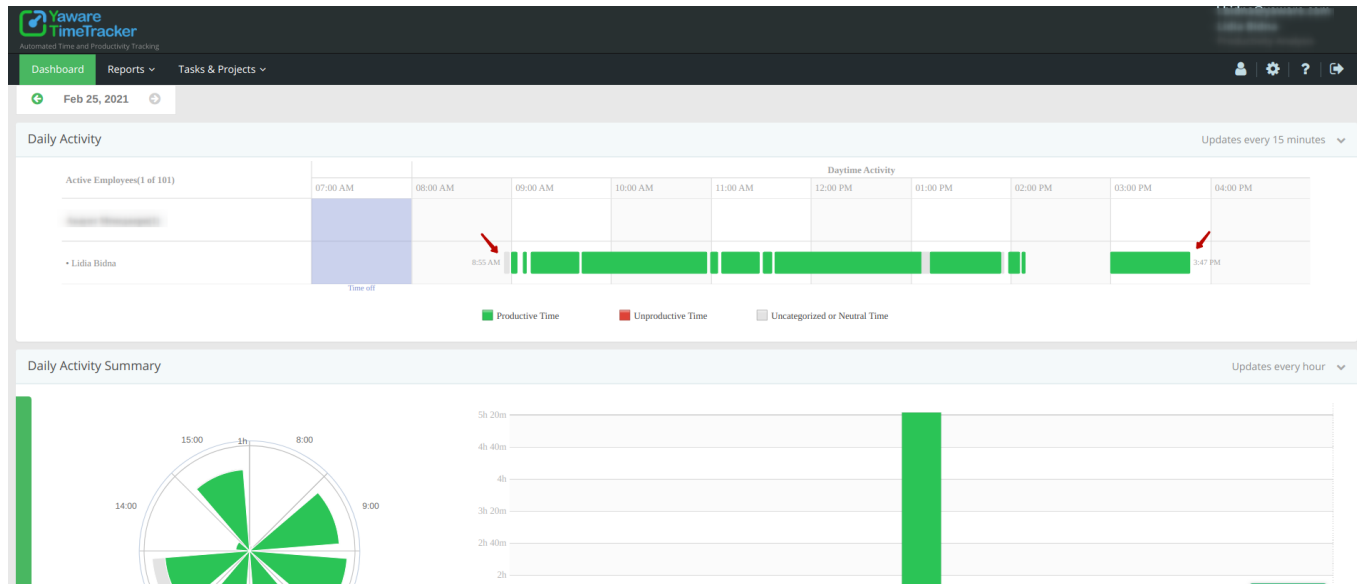 Yaware
TimeTracker
Automated Time and Productivity Tracking
Dashboard Reports Tasks & Projects ?
Feb 25, 2021
Daily Activity Updates every 15 minutes
Active Employees(1 of 101) Daytime Activity
07:00 AM 08:00 AM 09:00 AM 10:00 AM 11:00 AM 12:00 PM 01:00 PM 02:00 PM 03:00 PM 04:00 PM
• Lidia Bidna 8:55 AM 3:47 PM
Time off
Productive Time Unproductive Time Uncategorized or Neutral Time
Daily Activity Summary Updates every hour
15:00 1h 8:00
14:00 9:00
5h 20m
4h 40m
4h
3h 20m
2h 40m
2h